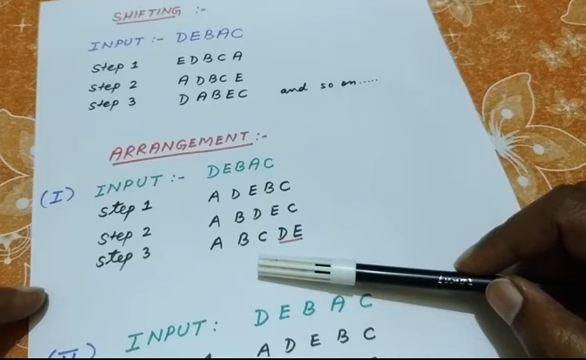 SHIFTING :-
INPUT :- DEBAC
Step 1 EDBCA
Step 2 ADBCE
Step 3 DABEC and so on.....
ARRANGEMENT :-
(I) INPUT :- DEBAC
Step 1 ADEBC
Step 2 ABDEC
Step 3 ABCDE
(II) INPUT: DEBAC
ADEBC